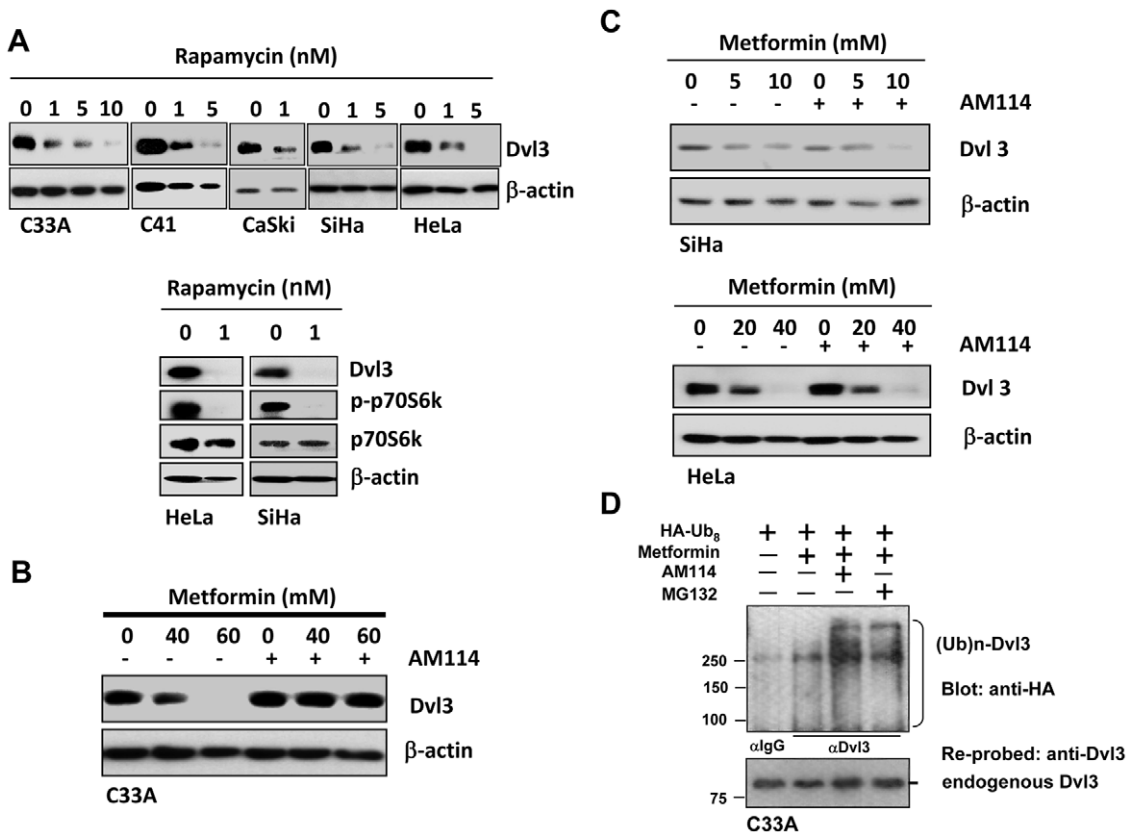 A
Rapamycin (nM)
0 1 5 10 0 1 5 0 1 0 1 5 0 1 5
Dvl3
β-actin
C33A C41 CaSki SiHa HeLa
Rapamycin (nM)
0 1 0 1
Dvl3
p-p70S6k
p70S6k
β-actin
HeLa SiHa
B
Metformin (mM)
0 40 60 0 40 60
- - - + + + AM114
Dvl3
β-actin
C33A
C
Metformin (mM)
0 5 10 0 5 10
- - - + + + AM114
Dvl 3
β-actin
SiHa
Metformin (mM)
0 20 40 0 20 40
- - - + + + AM114
Dvl 3
β-actin
HeLa
D
HA-Ub₈ + + + +
Metformin — + + +
AM114 — — + —
MG132 — — — +
250
150
100
(Ub)n-Dvl3
Blot: anti-HA
αIgG αDvl3
Re-probed: anti-Dvl3
endogenous Dvl3
75
C33A